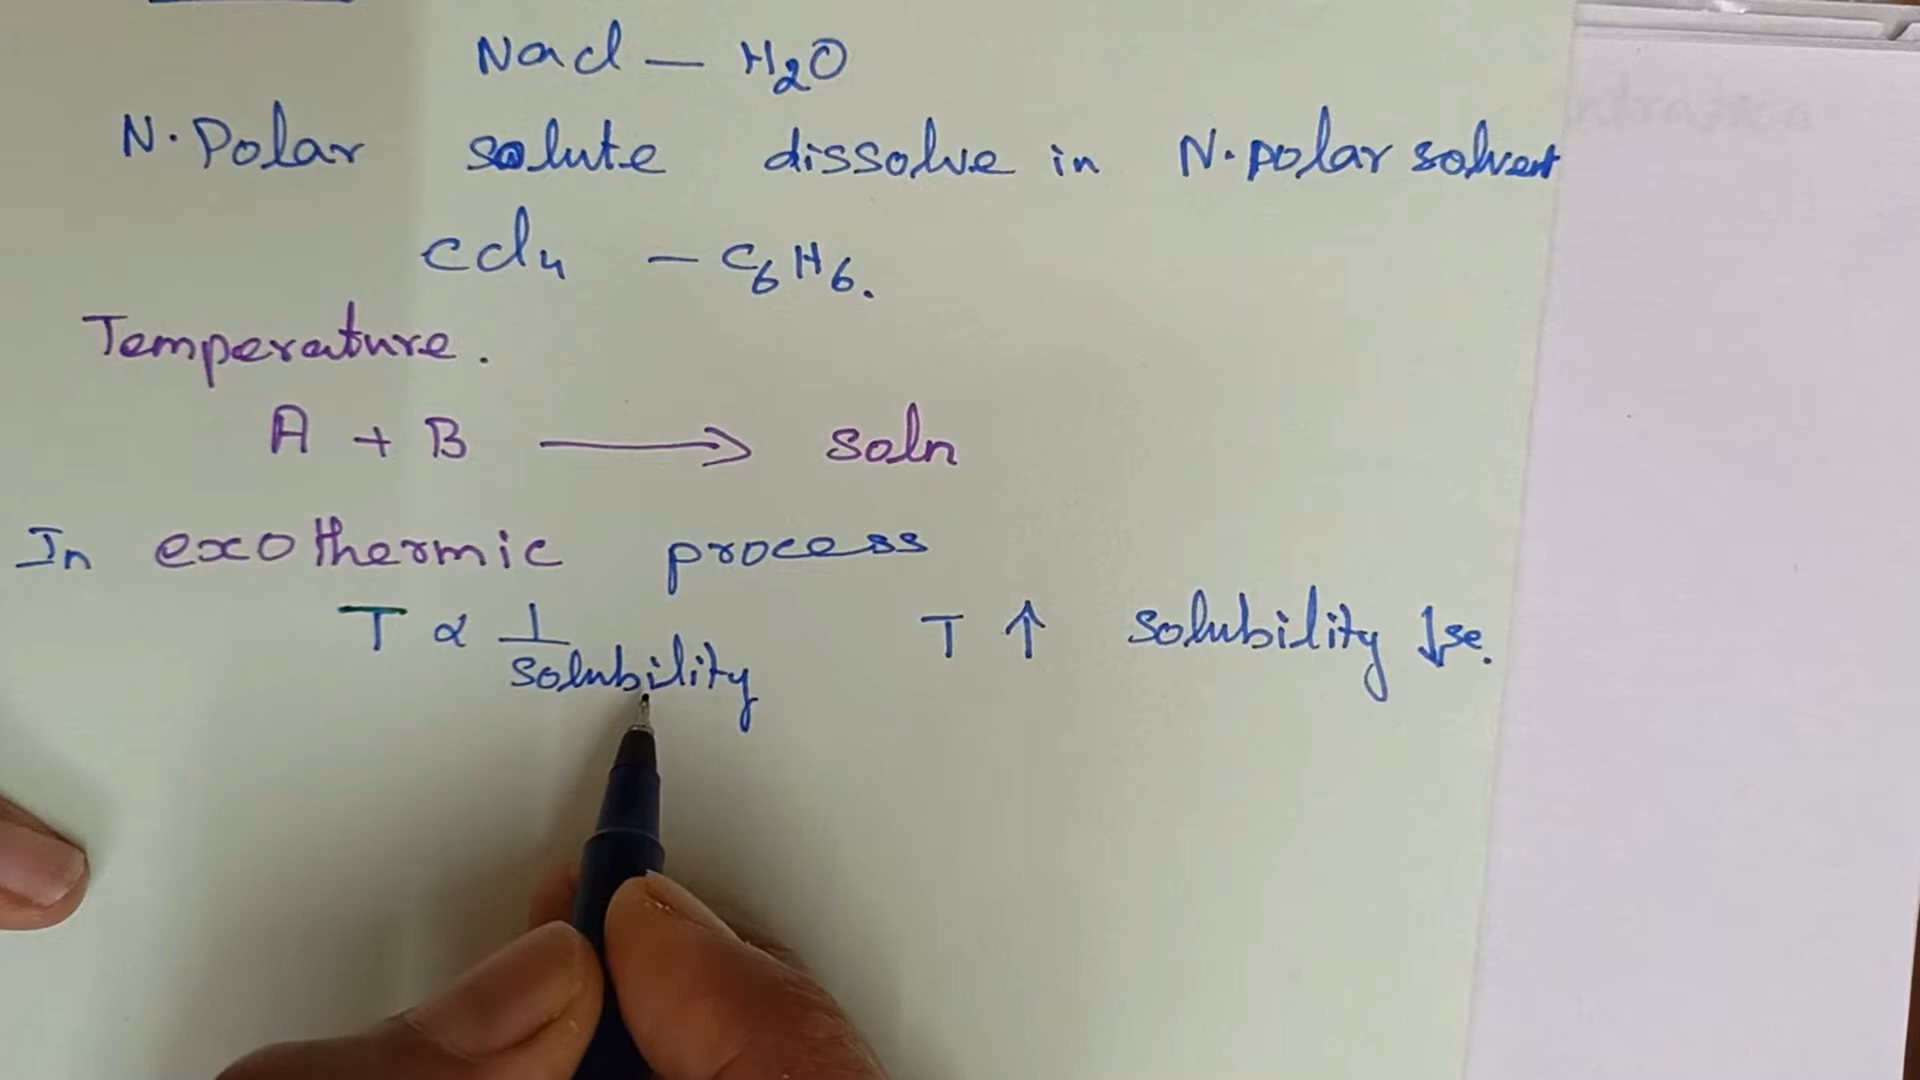 Nacl — H2O
N. Polar solute dissolve in N. polar solvent
ccl4 — C6H6.
Temperature.
A + B ⟶ soln
In exothermic process
T ∝ 1/solubility T ↑ solubility ↓se.